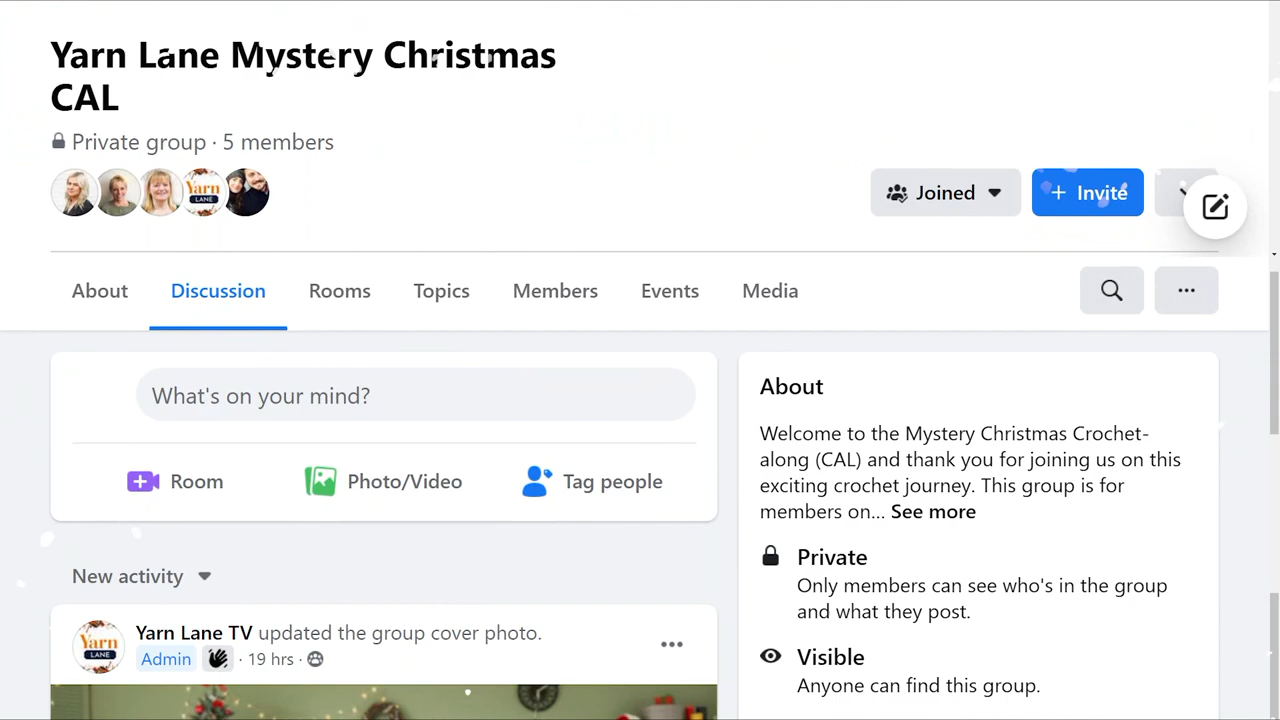 Yarn Lane Mystery Christmas
CAL
Private group · 5 members
Yarn
LANE
Joined
+ Invite
About
Discussion
Rooms
Topics
Members
Events
Media
What's on your mind?
Room
Photo/Video
Tag people
New activity
Yarn
LANE
Yarn Lane TV updated the group cover photo.
Admin · 19 hrs ·
About
Welcome to the Mystery Christmas Crochet-
along (CAL) and thank you for joining us on this
exciting crochet journey. This group is for
members on... See more
Private
Only members can see who's in the group
and what they post.
Visible
Anyone can find this group.